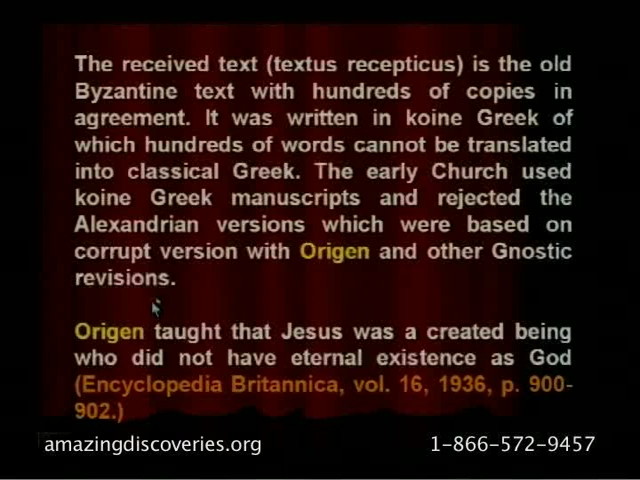 The received text (textus recepticus) is the old
Byzantine text with hundreds of copies in
agreement. It was written in koine Greek of
which hundreds of words cannot be translated
into classical Greek. The early Church used
koine Greek manuscripts and rejected the
Alexandrian versions which were based on
corrupt version with Origen and other Gnostic
revisions.
Origen taught that Jesus was a created being
who did not have eternal existence as God
(Encyclopedia Britannica, vol. 16, 1936, p. 900-
902.)
amazingdiscoveries.org 1-866-572-9457